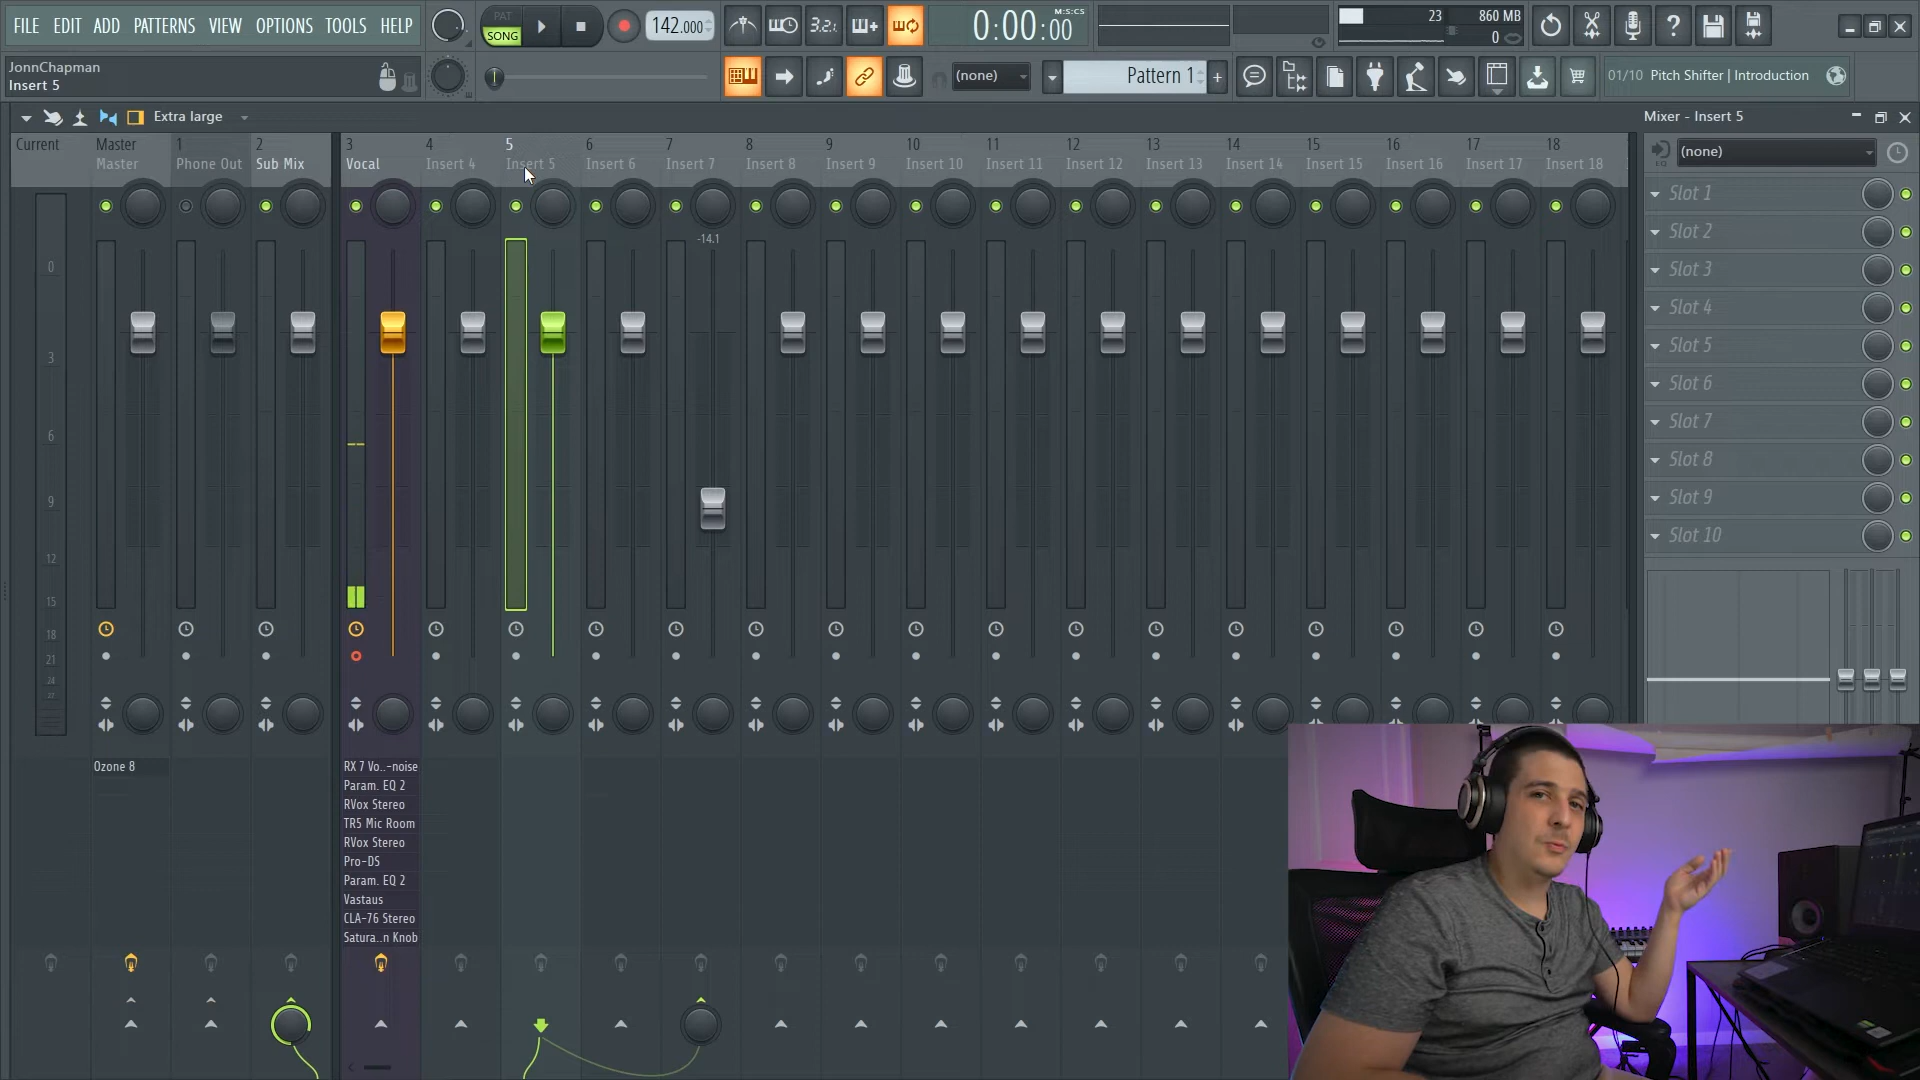 FILE EDIT ADD PATTERNS VIEW OPTIONS TOOLS HELP
PAT
SONG
142.000
3.2.
0:00:00
M:S:CS
23
860 MB
0
JonnChapman
Insert 5
(none)
Pattern 1
01/10 Pitch Shifter | Introduction
Extra large
Mixer - Insert 5
Current
Master
Master
1
Phone Out
2
Sub Mix
3
Vocal
4
Insert 4
5
Insert 5
6
Insert 6
7
Insert 7
8
Insert 8
9
Insert 9
10
Insert 10
11
Insert 11
12
Insert 12
13
Insert 13
14
Insert 14
15
Insert 15
16
Insert 16
17
Insert 17
18
Insert 18
(none)
EQ
Slot 1
Slot 2
Slot 3
Slot 4
Slot 5
Slot 6
Slot 7
Slot 8
Slot 9
Slot 10
-14.1
0
3
6
9
12
15
18
21
24
27
Ozone 8
RX 7 Vo..-noise
Param. EQ 2
RVox Stereo
TR5 Mic Room
RVox Stereo
Pro-DS
Param. EQ 2
Vastaus
CLA-76 Stereo
Satura..n Knob